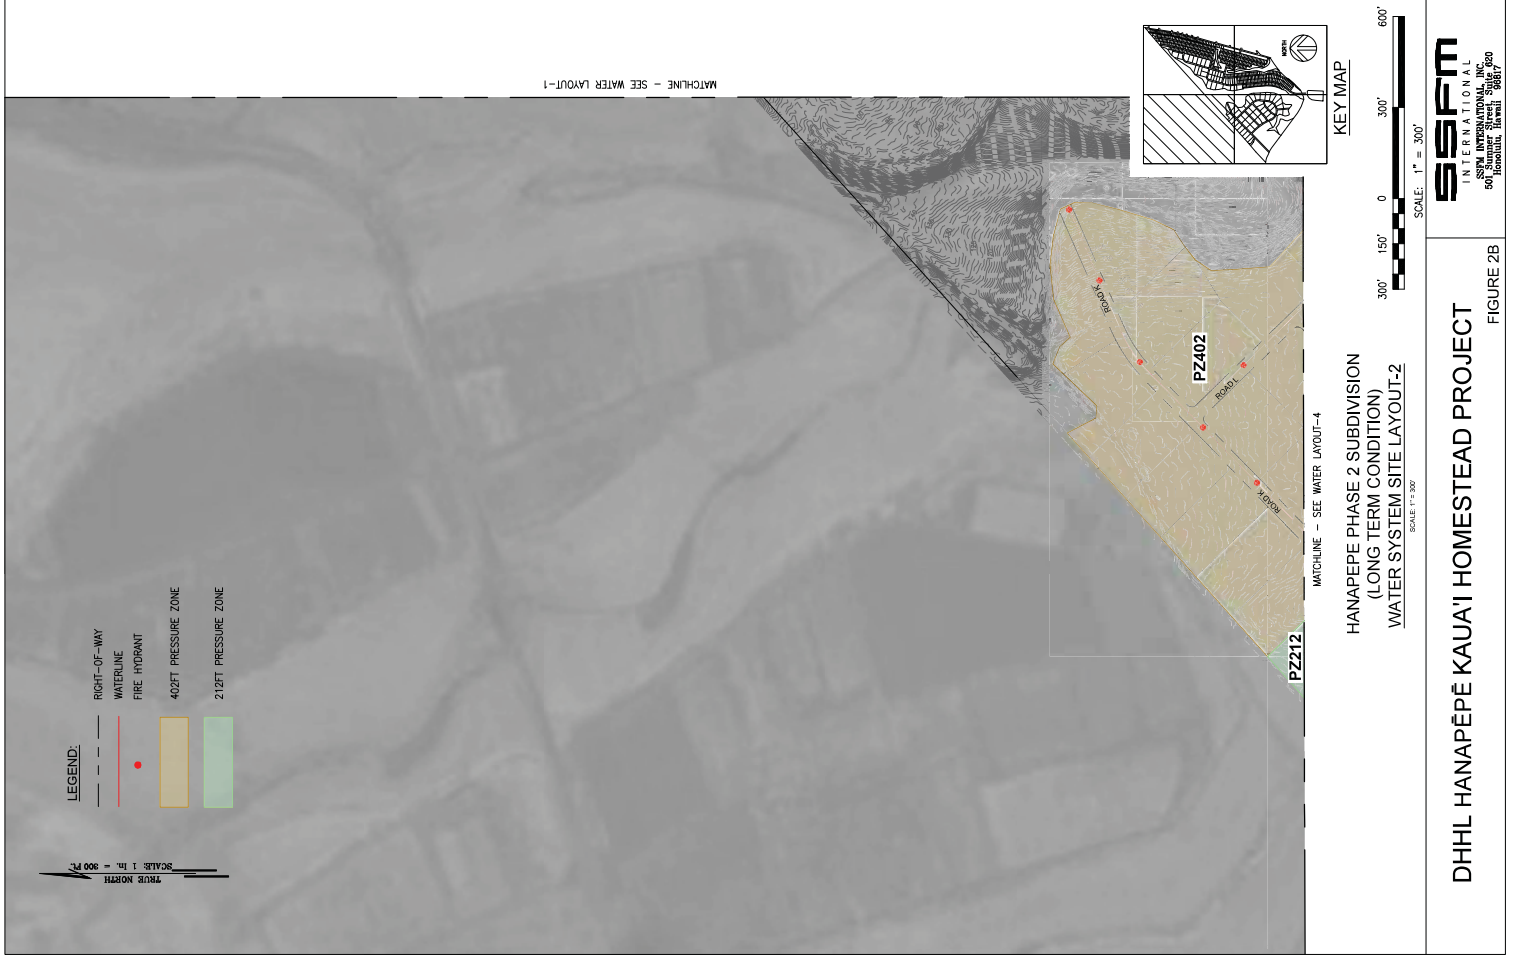 LEGEND:
RIGHT-OF-WAY
WATERLINE
FIRE HYDRANT
402FT PRESSURE ZONE
212FT PRESSURE ZONE
TRUE NORTH
SCALE: 1 In. = 300 Ft.
MATCHLINE - SEE WATER LAYOUT-1
MATCHLINE - SEE WATER LAYOUT-4
ROAD K
ROAD L
ROAD K
PZ402
PZ212
NORTH
KEY MAP
HANAPEPE PHASE 2 SUBDIVISION
(LONG TERM CONDITION)
WATER SYSTEM SITE LAYOUT-2
SCALE: 1" = 300'
300' 150' 0 300' 600'
SCALE: 1" = 300'
DHHL HANAPĒPĒ KAUA'I HOMESTEAD PROJECT
FIGURE 2B
SSFM
INTERNATIONAL
SSFM INTERNATIONAL, INC.
501 Sumner Street, Suite 620
Honolulu, Hawaii 96817